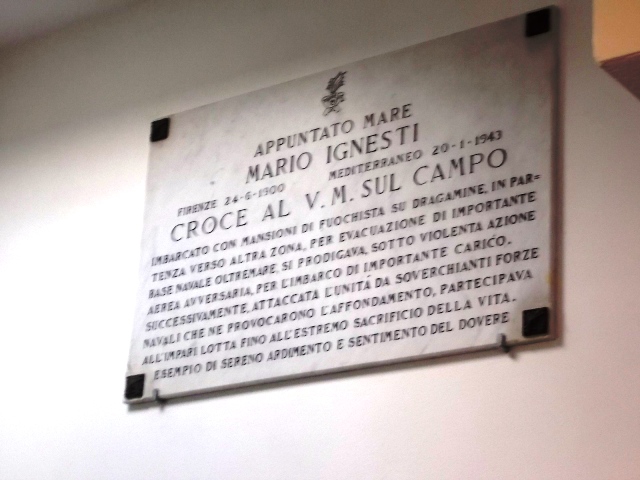 APPUNTATO MARE
MARIO IGNESTI
FIRENZE 24-6-1900 MEDITERRANEO 20-1-1943
CROCE AL V.M. SUL CAMPO
IMBARCATO CON MANSIONI DI FUOCHISTA SU DRAGAMINE, IN PAR=
TENZA VERSO ALTRA ZONA, PER EVACUAZIONE DI IMPORTANTE
BASE NAVALE OLTREMARE, SI PRODIGAVA, SOTTO VIOLENTA AZIONE
AEREA AVVERSARIA, PER L'IMBARCO DI IMPORTANTE CARICO.
SUCCESSIVAMENTE, ATTACCATA L'UNITÁ DA SOVERCHIANTI FORZE
NAVALI CHE NE PROVOCARONO L'AFFONDAMENTO, PARTECIPAVA
ALL'IMPARI LOTTA FINO ALL'ESTREMO SACRIFICIO DELLA VITA.
ESEMPIO DI SERENO ARDIMENTO E SENTIMENTO DEL DOVERE